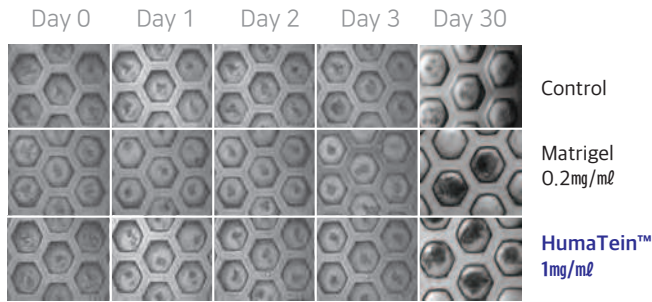 Day 0 Day 1 Day 2 Day 3 Day 30
Control
Matrigel
0.2mg/mℓ
HumaTein™
1mg/mℓ